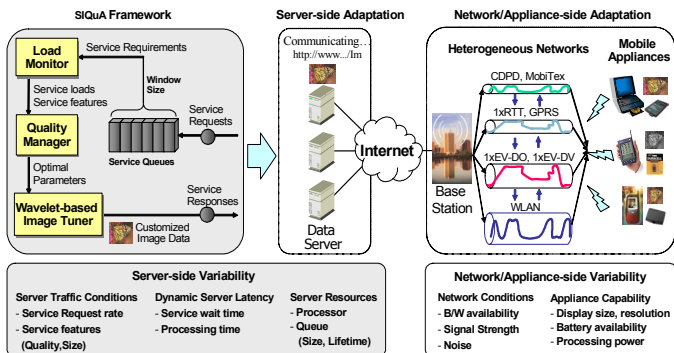 SIQuA Framework
Load
Monitor
Service Requirements
Service loads
Service features
Window
Size
Quality
Manager
Service
Requests
Service Queues
Optimal
Parameters
Service
Responses
Wavelet-based
Image Tuner
Customized
Image Data
Server-side Adaptation
Communicating…
http://www.../Im
Data
Server
Internet
Network/Appliance-side Adaptation
Heterogeneous Networks
Mobile
Appliances
CDPD, MobiTex
1xRTT, GPRS
1xEV-DO, 1xEV-DV
WLAN
Base
Station
Server-side Variability
Server Traffic Conditions
- Service Request rate
- Service features
(Quality,Size)
Dynamic Server Latency
- Service wait time
- Processing time
Server Resources
- Processor
- Queue
(Size, Lifetime)
Network/Appliance-side Variability
Network Conditions
- B/W availability
- Signal Strength
- Noise
Appliance Capability
- Display size, resolution
- Battery availability
- Processing power